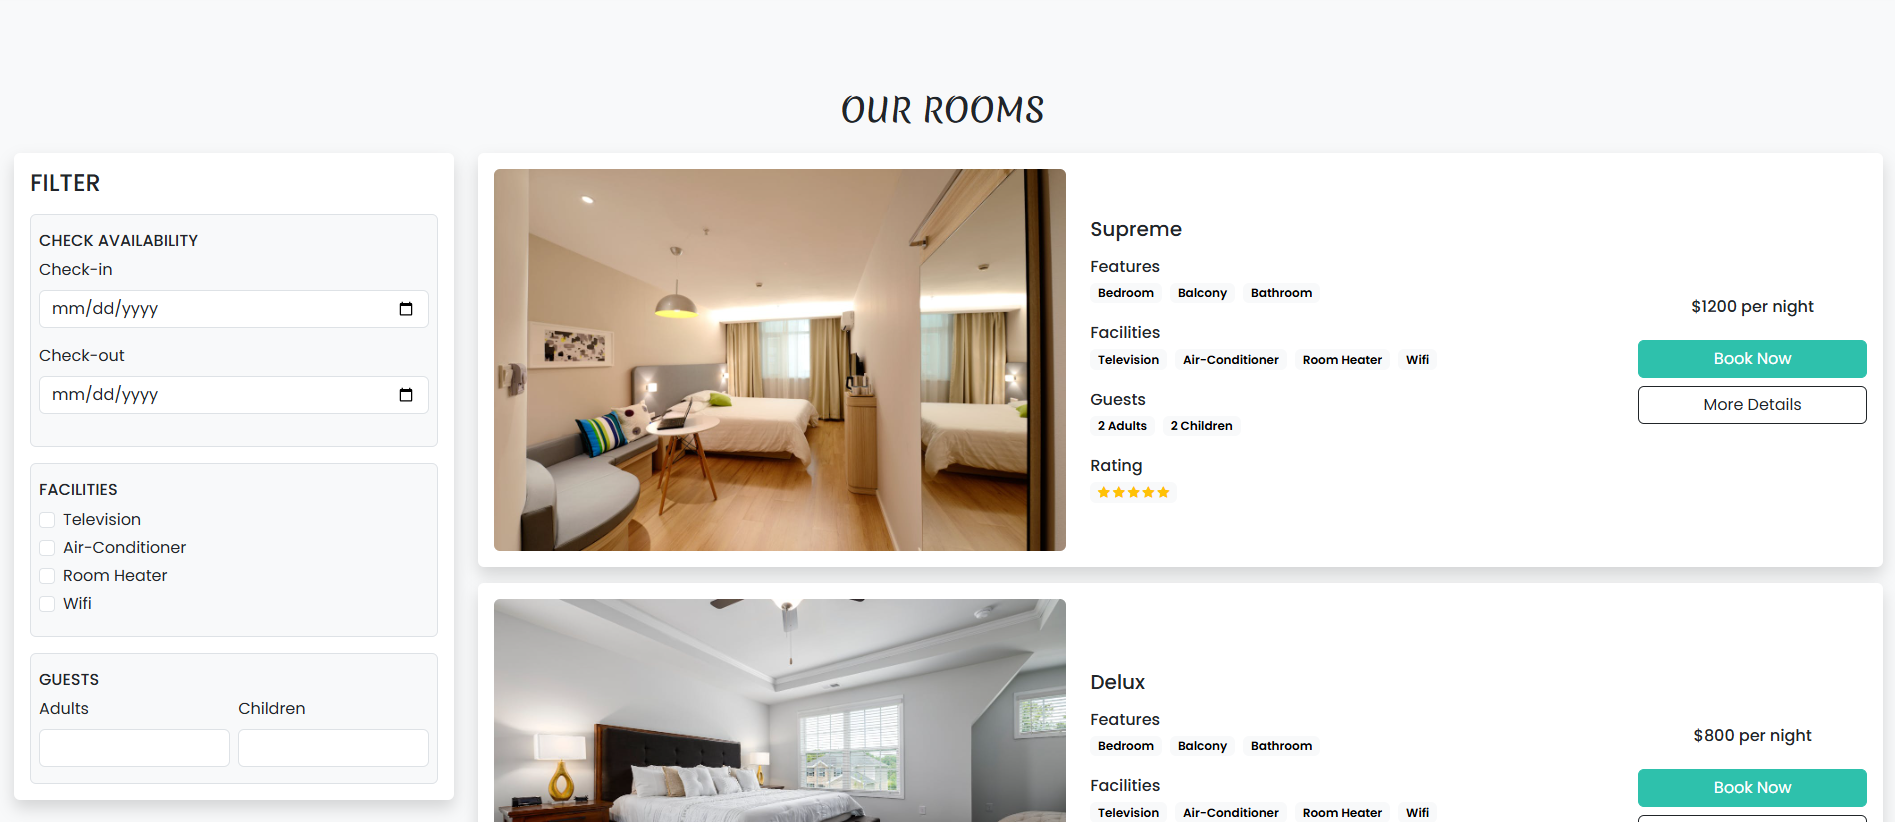 OUR ROOMS
FILTER
CHECK AVAILABILITY
Check-in
mm/dd/yyyy
Check-out
mm/dd/yyyy
FACILITIES
Television
Air-Conditioner
Room Heater
Wifi
GUESTS
Adults Children
Supreme
Features
Bedroom Balcony Bathroom
Facilities
Television Air-Conditioner Room Heater Wifi
Guests
2 Adults 2 Children
Rating
$1200 per night
Book Now
More Details
Delux
Features
Bedroom Balcony Bathroom
Facilities
Television Air-Conditioner Room Heater Wifi
$800 per night
Book Now